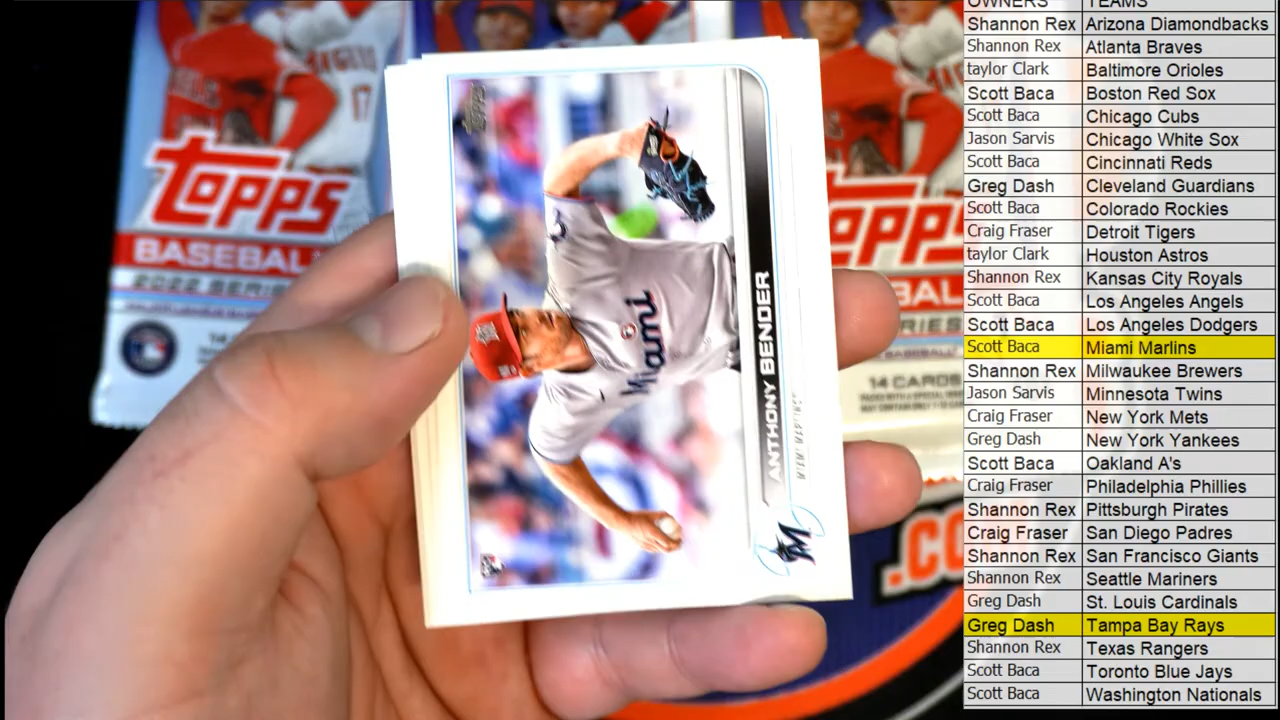 TOPPS
BASEBALL
2022 SERIES
ANGELS
17
TOPPS
Miami
ANTHONY BENDER
MIAMI MARLINS
M
RC
14 CARDS
.CO
OWNERS TEAMS
Shannon Rex Arizona Diamondbacks
Shannon Rex Atlanta Braves
taylor Clark Baltimore Orioles
Scott Baca Boston Red Sox
Scott Baca Chicago Cubs
Jason Sarvis Chicago White Sox
Scott Baca Cincinnati Reds
Greg Dash Cleveland Guardians
Scott Baca Colorado Rockies
Craig Fraser Detroit Tigers
taylor Clark Houston Astros
Shannon Rex Kansas City Royals
Scott Baca Los Angeles Angels
Scott Baca Los Angeles Dodgers
Scott Baca Miami Marlins
Shannon Rex Milwaukee Brewers
Jason Sarvis Minnesota Twins
Craig Fraser New York Mets
Greg Dash New York Yankees
Scott Baca Oakland A's
Craig Fraser Philadelphia Phillies
Shannon Rex Pittsburgh Pirates
Craig Fraser San Diego Padres
Shannon Rex San Francisco Giants
Shannon Rex Seattle Mariners
Greg Dash St. Louis Cardinals
Greg Dash Tampa Bay Rays
Shannon Rex Texas Rangers
Scott Baca Toronto Blue Jays
Scott Baca Washington Nationals